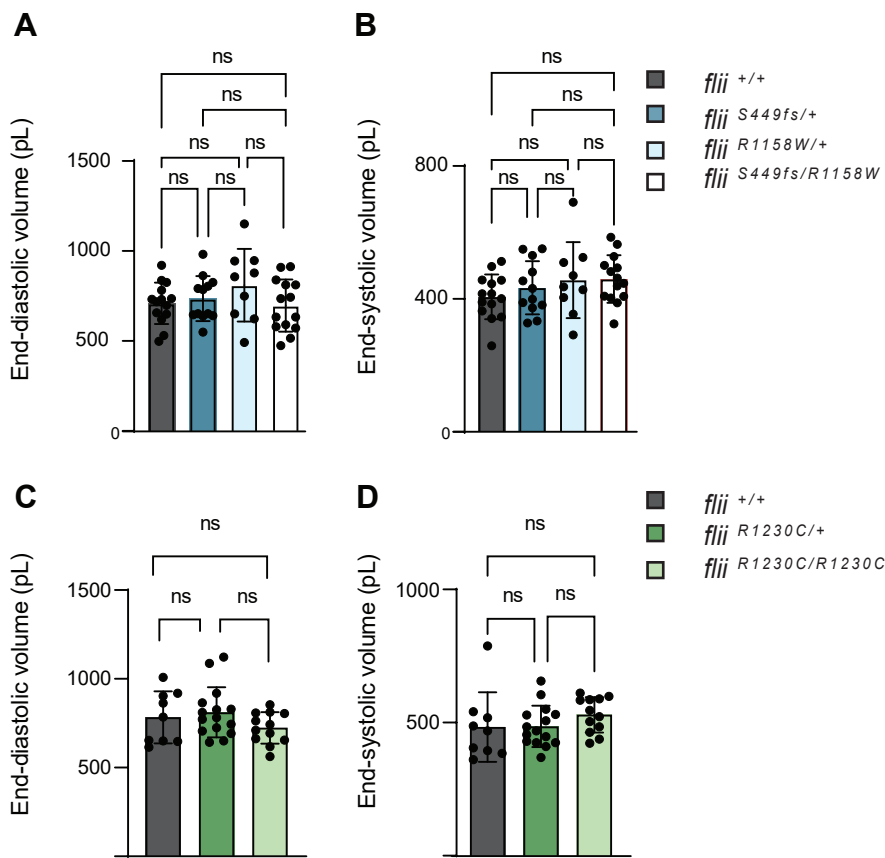 A
B
ns
ns
ns
ns
ns
ns
End-diastolic volume (pL)
1500
1000
500
0
ns
ns
ns
ns
ns
ns
End-systolic volume (pL)
800
400
0
flii +/+
flii S449fs/+
flii R1158W/+
flii S449fs/R1158W
C
D
ns
ns
ns
End-diastolic volume (pL)
1500
1000
500
ns
ns
ns
End-systolic volume (pL)
1000
500
flii +/+
flii R1230C/+
flii R1230C/R1230C